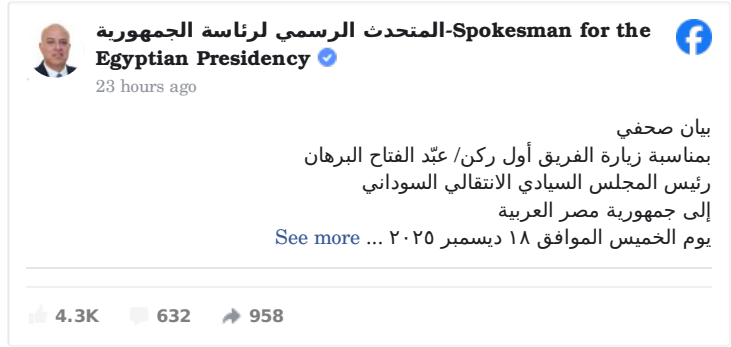 المتحدث الرسمي لرئاسة الجمهورية-Spokesman for the
Egyptian Presidency
23 hours ago
بيان صحفي
بمناسبة زيارة الفريق أول ركن/ عبّد الفتاح البرهان
رئيس المجلس السيادي الانتقالي السوداني
إلى جمهورية مصر العربية
يوم الخميس الموافق ١٨ ديسمبر ٢٠٢٥ ... See more
4.3K 632 958